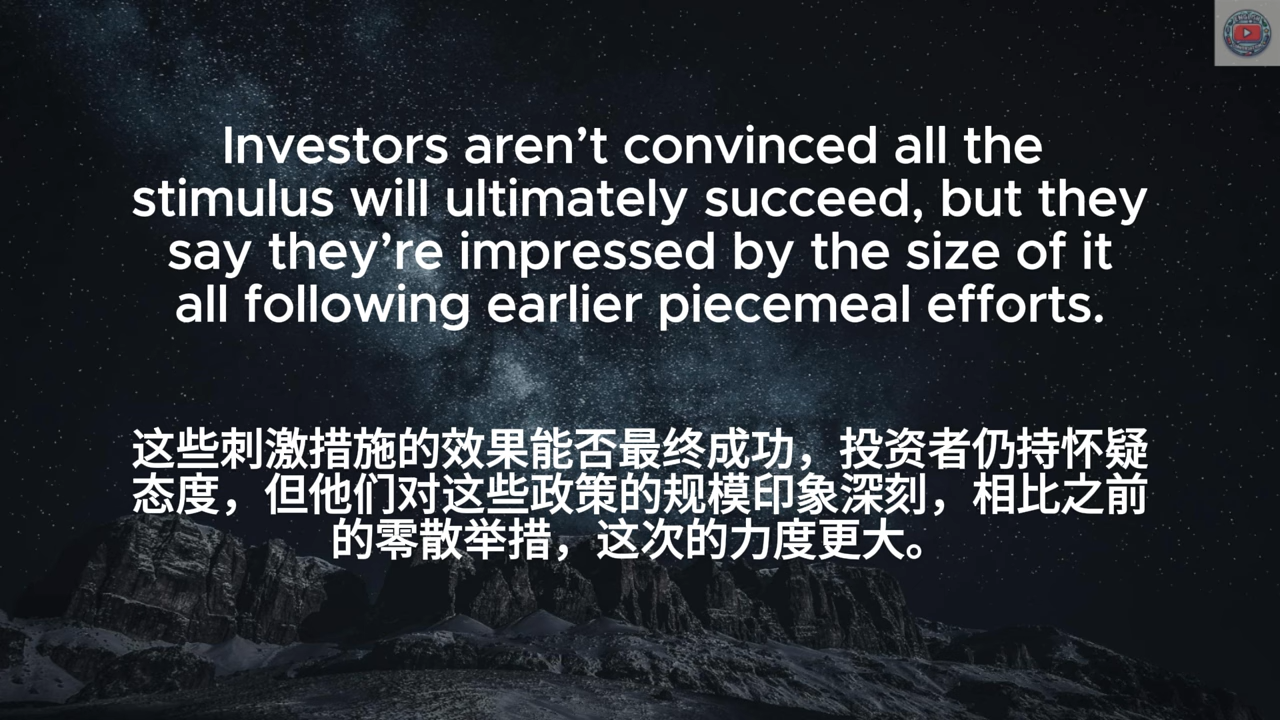 Investors aren’t convinced all the
stimulus will ultimately succeed, but they
say they’re impressed by the size of it
all following earlier piecemeal efforts.
这些刺激措施的效果能否最终成功，投资者仍持怀疑
态度，但他们对这些政策的规模印象深刻，相比之前
的零散举措，这次的力度更大。